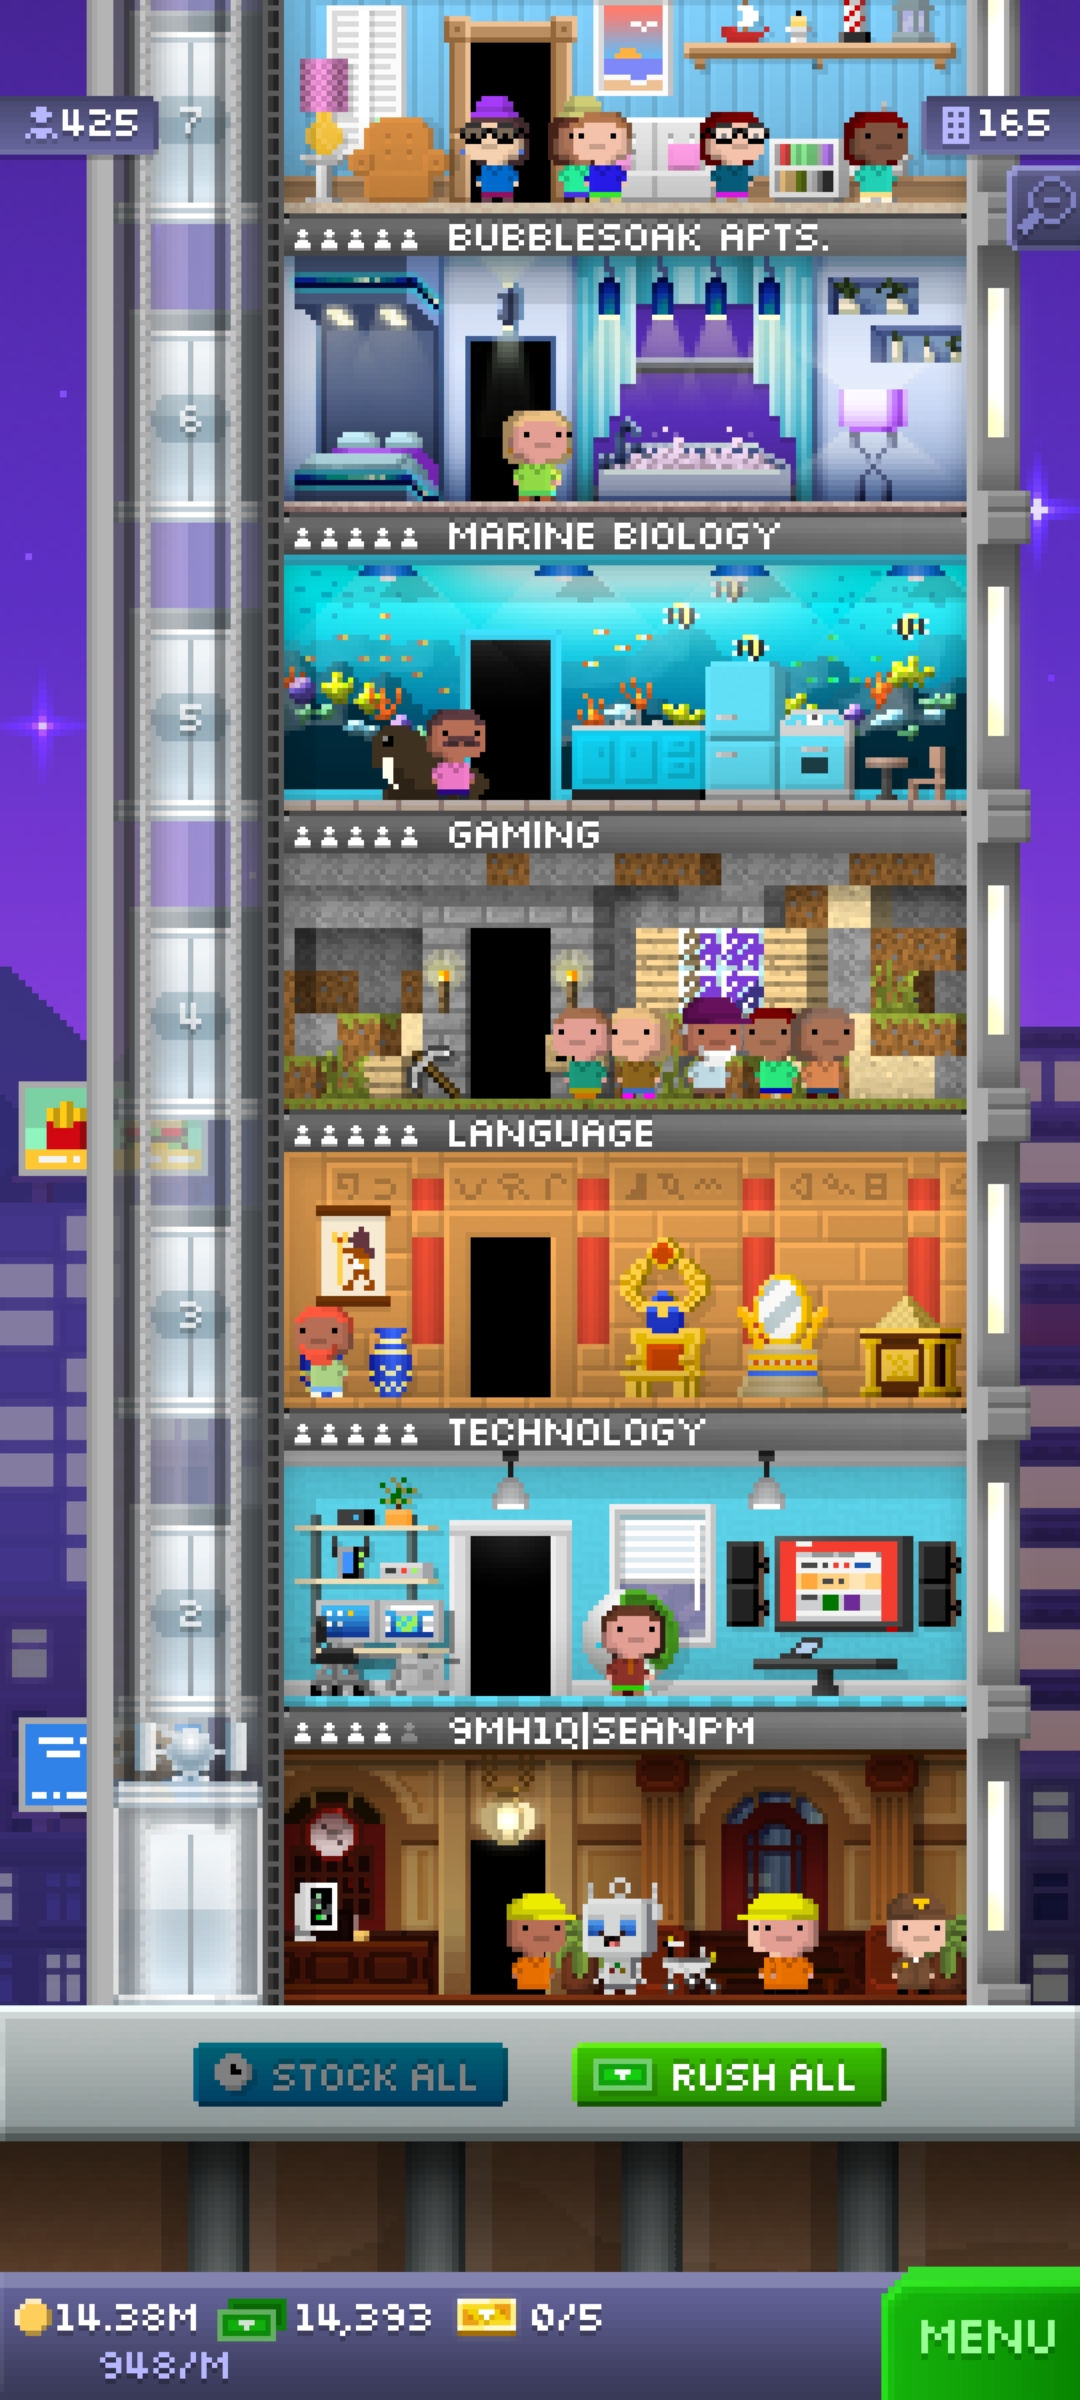 7
425
165
BUBBLESOAK APTS.
6
MARINE BIOLOGY
5
GAMING
4
LANGUAGE
3
TECHNOLOGY
2
9MH1Q|SEANPM
STOCK ALL
RUSH ALL
14.38M
14,393
0/5
948/M
MENU